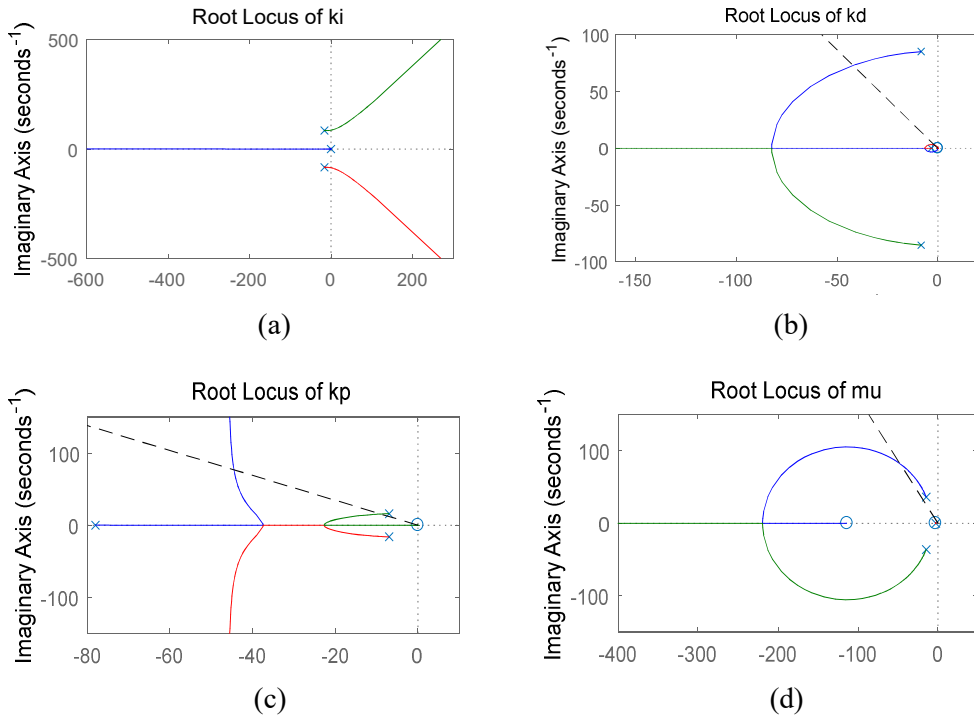 Root Locus of ki
Imaginary Axis (seconds⁻¹)
500
0
-500
-600
-400
-200
0
200
(a)
Root Locus of kd
Imaginary Axis (seconds⁻¹)
100
50
0
-50
-100
-150
-100
-50
0
(b)
Root Locus of kp
Imaginary Axis (seconds⁻¹)
100
0
-100
-80
-60
-40
-20
0
(c)
Root Locus of mu
Imaginary Axis (seconds⁻¹)
100
0
-100
-400
-300
-200
-100
0
(d)